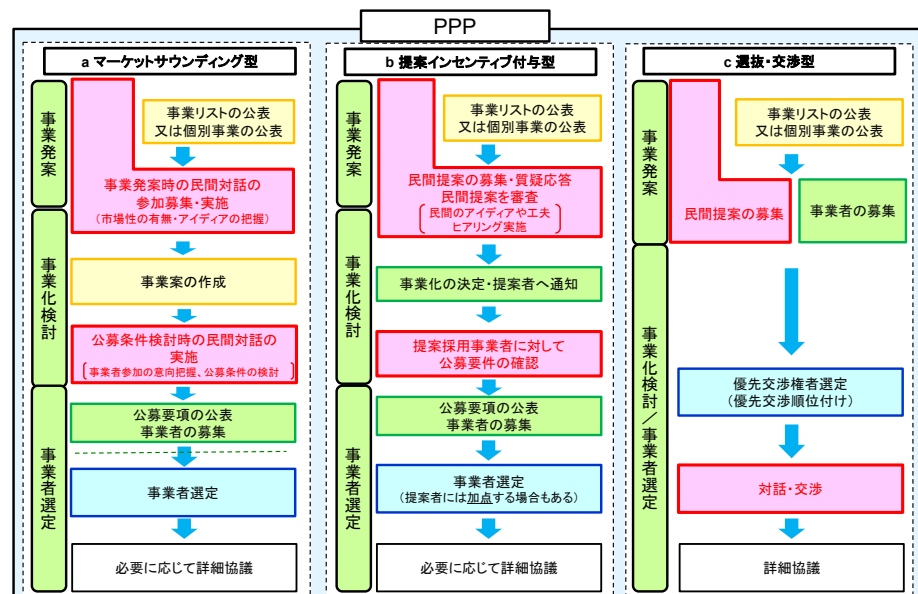 PPP
a マーケットサウンディング型
事業発案
事業化検討
事業者選定
事業リストの公表
又は個別事業の公表
事業発案時の民間対話の
参加募集・実施
(市場性の有無・アイディアの把握)
事業案の作成
公募条件検討時の民間対話の
実施
事業者参加の意向把握、公募条件の検討
公募要項の公表
事業者の募集
事業者選定
必要に応じて詳細協議
b 提案インセンティブ付与型
事業発案
事業化検討
事業者選定
事業リストの公表
又は個別事業の公表
民間提案の募集・質疑応答
民間提案を審査
民間のアイディアや工夫
ヒアリング実施
事業化の決定・提案者へ通知
提案採用事業者に対して
公募要件の確認
公募要項の公表
事業者の募集
事業者選定
(提案者には加点する場合もある)
必要に応じて詳細協議
c 選抜・交渉型
事業発案
事業化検討/事業者選定
事業リストの公表
又は個別事業の公表
民間提案の募集
事業者の募集
優先交渉権者選定
(優先交渉順位付け)
対話・交渉
詳細協議